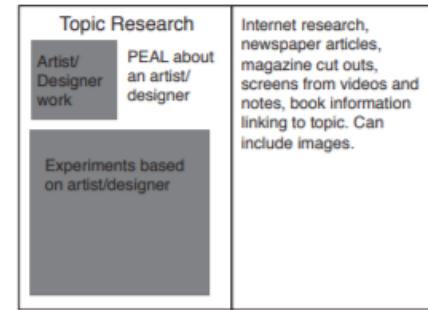 Topic Research
Artist/
Designer
work
PEAL about
an artist/
designer
Experiments based
on artist/designer
Internet research,
newspaper articles,
magazine cut outs,
screens from videos and
notes, book information
linking to topic. Can
include images.